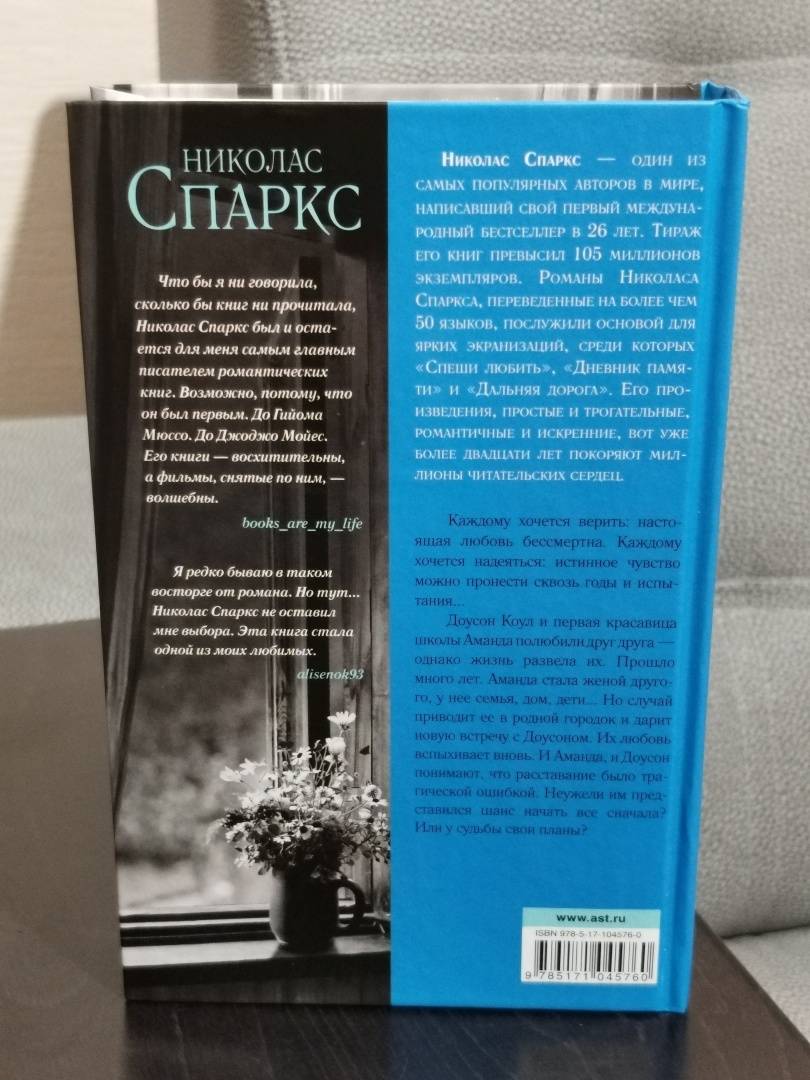 НИКОЛАС
СПАРКС
Что бы я ни говорила,
сколько бы книг ни прочитала,
Николас Спаркс был и оста-
ется для меня самым главным
писателем романтических
книг. Возможно, потому, что
он был первым. До Гийома
Мюссо. До Джоджо Мойес.
Его книги — восхитительны,
а фильмы, снятые по ним, —
волшебны.
books_are_my_life
Я редко бываю в таком
восторге от романа. Но тут...
Николас Спаркс не оставил
мне выбора. Эта книга стала
одной из моих любимых.
alisenok93
Николас Спаркс — один из
самых популярных авторов в мире,
написавший свой первый междуна-
родный бестселлер в 26 лет. Тираж
его книг превысил 105 миллионов
экземпляров. Романы Николаса
Спаркса, переведенные на более чем
50 языков, послужили основой для
ярких экранизаций, среди которых
«Спеши любить», «Дневник памя-
ти» и «Дальняя дорога». Его про-
изведения, простые и трогательные,
романтичные и искренние, вот уже
более двадцати лет покоряют мил-
лионы читательских сердец.
Каждому хочется верить: насто-
ящая любовь бессмертна. Каждому
хочется надеяться: истинное чувство
можно пронести сквозь годы и испы-
тания...
Доусон Коул и первая красавица
школы Аманда полюбили друг друга —
однако жизнь развела их. Прошло
много лет. Аманда стала женой друго-
го, у нее семья, дом, дети... Но случай
приводит ее в родной городок и дарит
новую встречу с Доусоном. Их любовь
вспыхивает вновь. И Аманда, и Доусон
понимают, что расставание было тра-
гической ошибкой. Неужели им пред-
ставился шанс начать все сначала?
Или у судьбы свои планы?
www.ast.ru
ISBN 978-5-17-104576-0
9 785171 045760